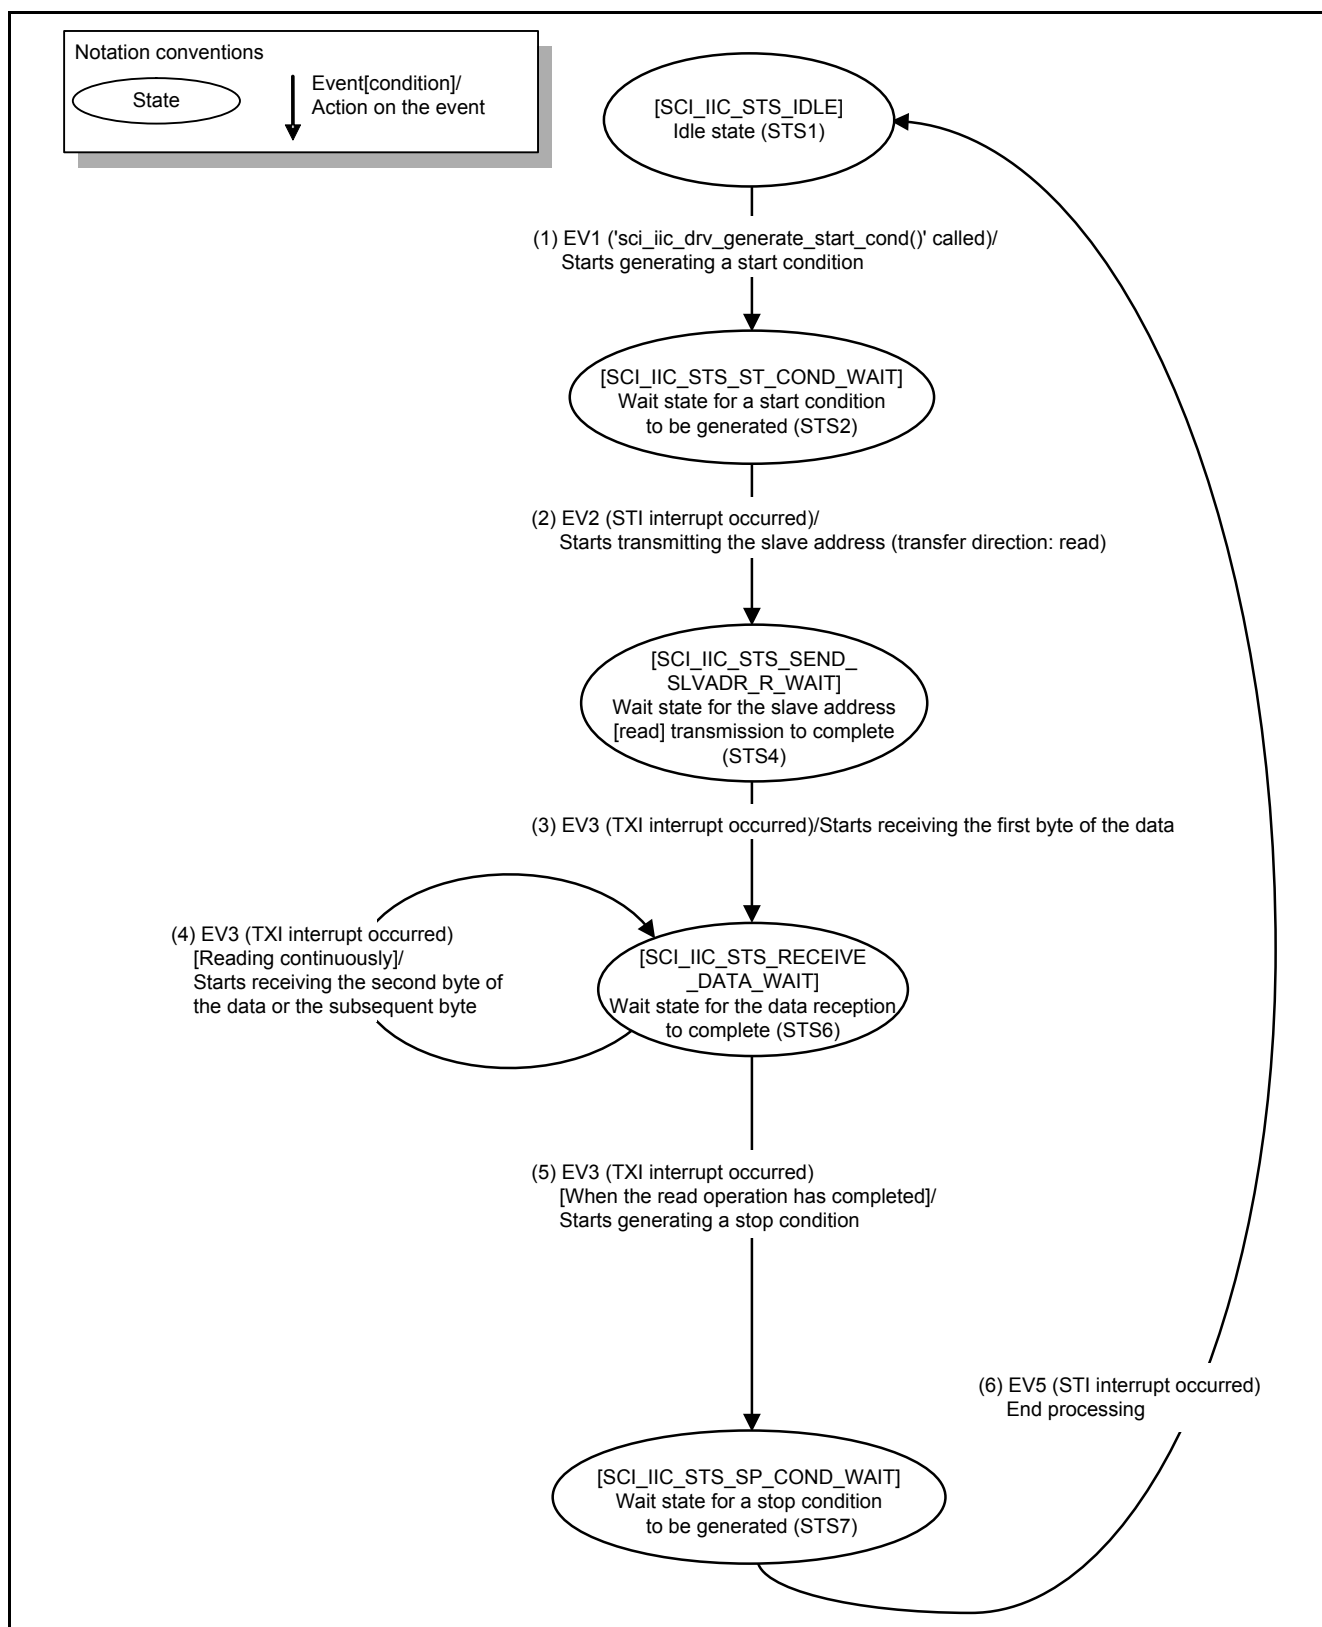 Notation conventions
State
Event[condition]/
Action on the event
[SCI_IIC_STS_IDLE]
Idle state (STS1)
(1) EV1 ('sci_iic_drv_generate_start_cond()' called)/
Starts generating a start condition
[SCI_IIC_STS_ST_COND_WAIT]
Wait state for a start condition
to be generated (STS2)
(2) EV2 (STI interrupt occurred)/
Starts transmitting the slave address (transfer direction: read)
[SCI_IIC_STS_SEND_
SLVADR_R_WAIT]
Wait state for the slave address
[read] transmission to complete
(STS4)
(3) EV3 (TXI interrupt occurred)/Starts receiving the first byte of the data
(4) EV3 (TXI interrupt occurred)
[Reading continuously]/
Starts receiving the second byte of
the data or the subsequent byte
[SCI_IIC_STS_RECEIVE
_DATA_WAIT]
Wait state for the data reception
to complete (STS6)
(5) EV3 (TXI interrupt occurred)
[When the read operation has completed]/
Starts generating a stop condition
(6) EV5 (STI interrupt occurred)
End processing
[SCI_IIC_STS_SP_COND_WAIT]
Wait state for a stop condition
to be generated (STS7)